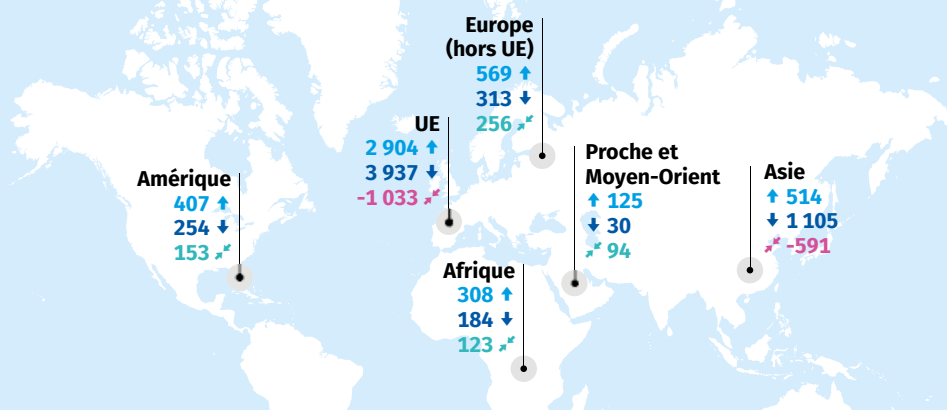 Europe
(hors UE)
569
313
256
UE
2 904
3 937
-1 033
Proche et
Moyen-Orient
125
30
94
Asie
514
1 105
-591
Amérique
407
254
153
Afrique
308
184
123